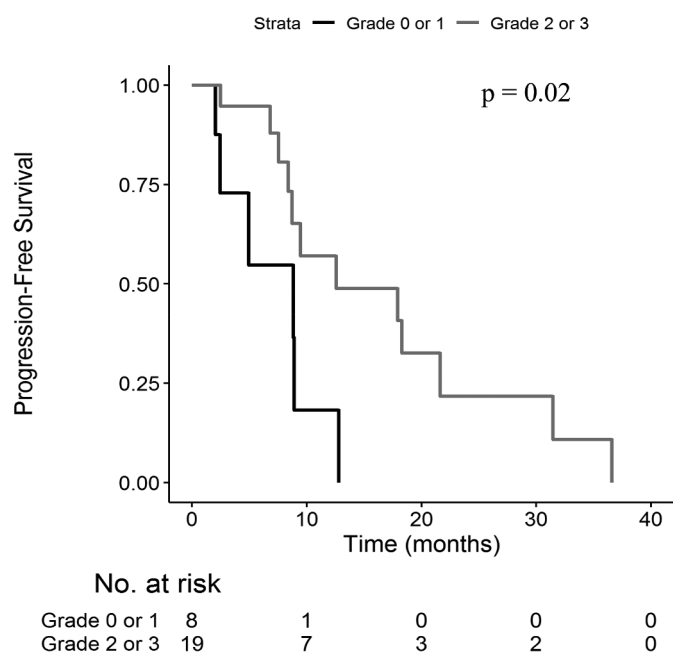 Strata Grade 0 or 1 Grade 2 or 3
p = 0.02
Progression-Free Survival
1.00
0.75
0.50
0.25
0.00
0 10 20 30 40
Time (months)
No. at risk
Grade 0 or 1 8 1 0 0 0
Grade 2 or 3 19 7 3 2 0